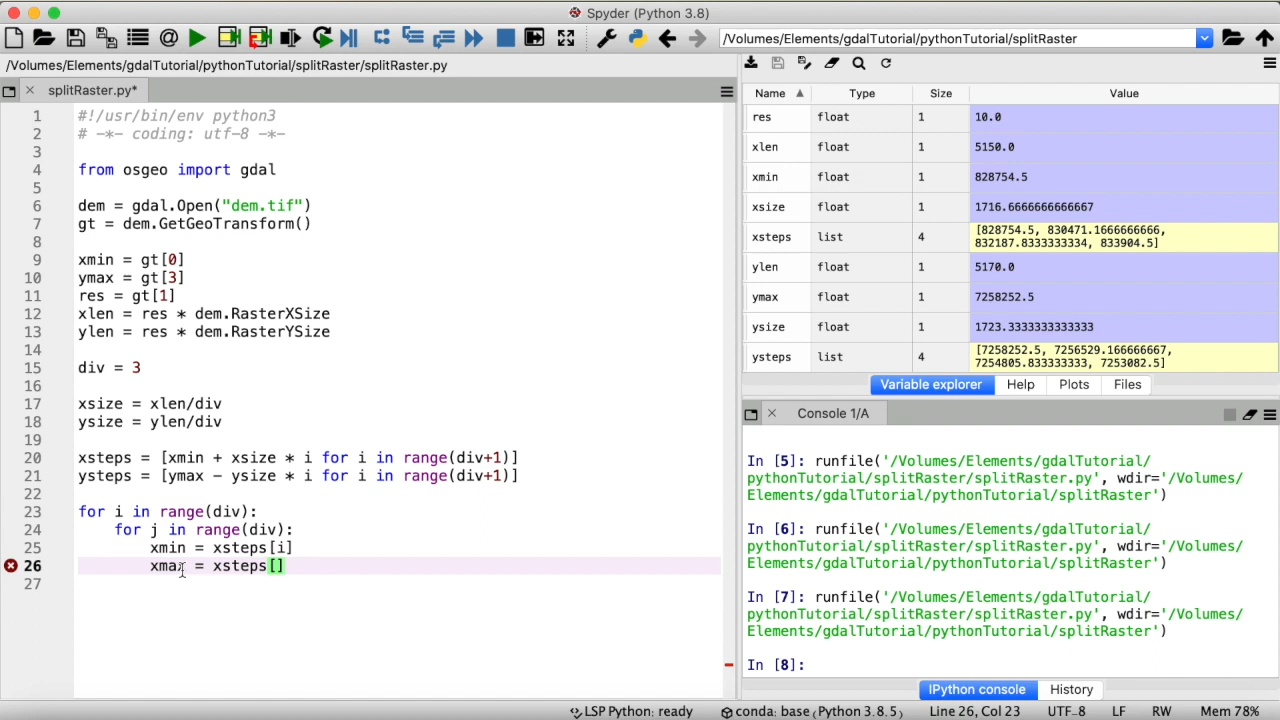 Spyder (Python 3.8)
/Volumes/Elements/gdalTutorial/pythonTutorial/splitRaster
/Volumes/Elements/gdalTutorial/pythonTutorial/splitRaster/splitRaster.py
splitRaster.py*
1 #!/usr/bin/env python3
2 # -*- coding: utf-8 -*-
3
4 from osgeo import gdal
5
6 dem = gdal.Open("dem.tif")
7 gt = dem.GetGeoTransform()
8
9 xmin = gt[0]
10 ymax = gt[3]
11 res = gt[1]
12 xlen = res * dem.RasterXSize
13 ylen = res * dem.RasterYSize
14
15 div = 3
16
17 xsize = xlen/div
18 ysize = ylen/div
19
20 xsteps = [xmin + xsize * i for i in range(div+1)]
21 ysteps = [ymax - ysize * i for i in range(div+1)]
22
23 for i in range(div):
24 for j in range(div):
25 xmin = xsteps[i]
26 xmax = xsteps[]
27
Name Type Size Value
res float 1 10.0
xlen float 1 5150.0
xmin float 1 828754.5
xsize float 1 1716.6666666666667
xsteps list 4 [828754.5, 830471.1666666666,
832187.8333333334, 833904.5]
ylen float 1 5170.0
ymax float 1 7258252.5
ysize float 1 1723.3333333333333
ysteps list 4 [7258252.5, 7256529.166666667,
7254805.833333333, 7253082.5]
Variable explorer Help Plots Files
Console 1/A
In [5]: runfile('/Volumes/Elements/gdalTutorial/
pythonTutorial/splitRaster/splitRaster.py', wdir='/Volumes/
Elements/gdalTutorial/pythonTutorial/splitRaster')
In [6]: runfile('/Volumes/Elements/gdalTutorial/
pythonTutorial/splitRaster/splitRaster.py', wdir='/Volumes/
Elements/gdalTutorial/pythonTutorial/splitRaster')
In [7]: runfile('/Volumes/Elements/gdalTutorial/
pythonTutorial/splitRaster/splitRaster.py', wdir='/Volumes/
Elements/gdalTutorial/pythonTutorial/splitRaster')
In [8]:
IPython console History
LSP Python: ready conda: base (Python 3.8.5) Line 26, Col 23 UTF-8 LF RW Mem 78%